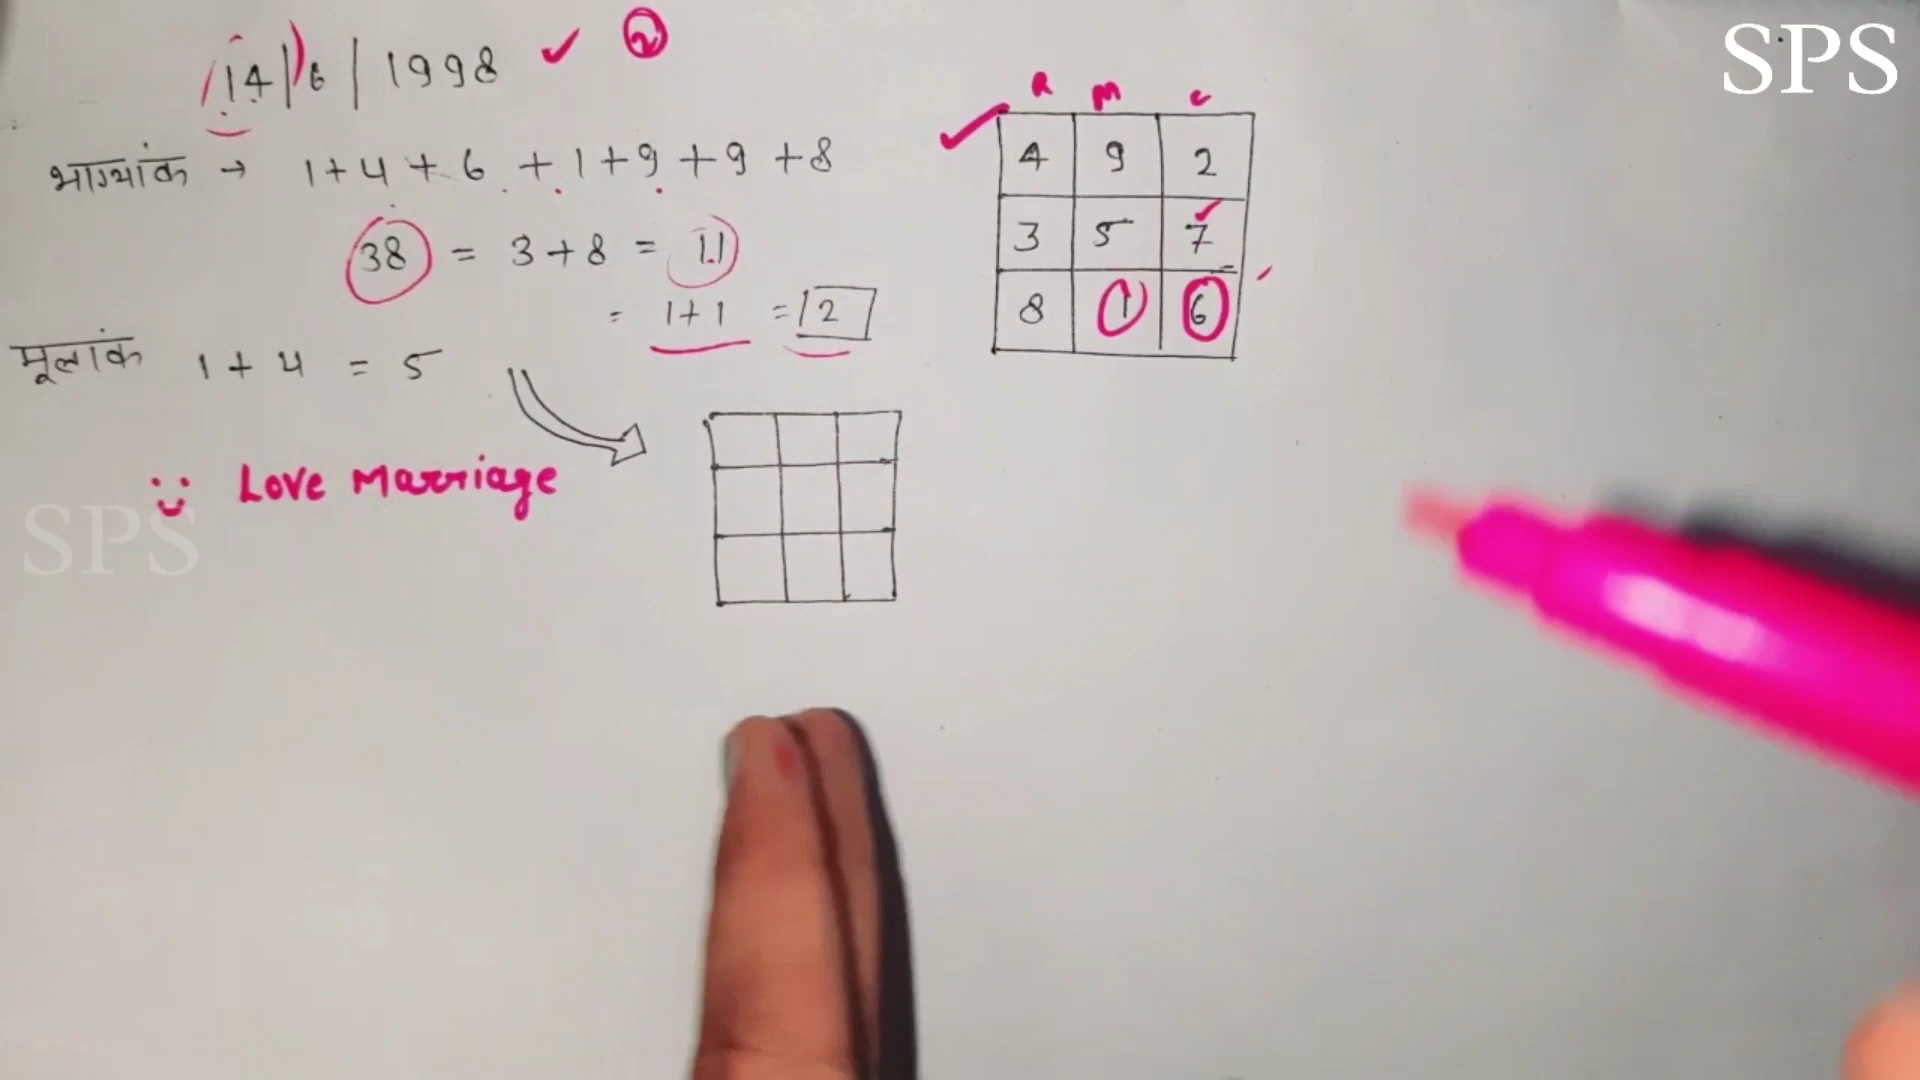 SPS
14/6/1998 ✓ २
भाग्यांक → 1+4+6+1+9+9+8
38 = 3+8 = 11
= 1+1 = 2
मूलांक 1+4 = 5
R M C
4 9 2
3 5 7
8 1 6
Love Marriage
SPS